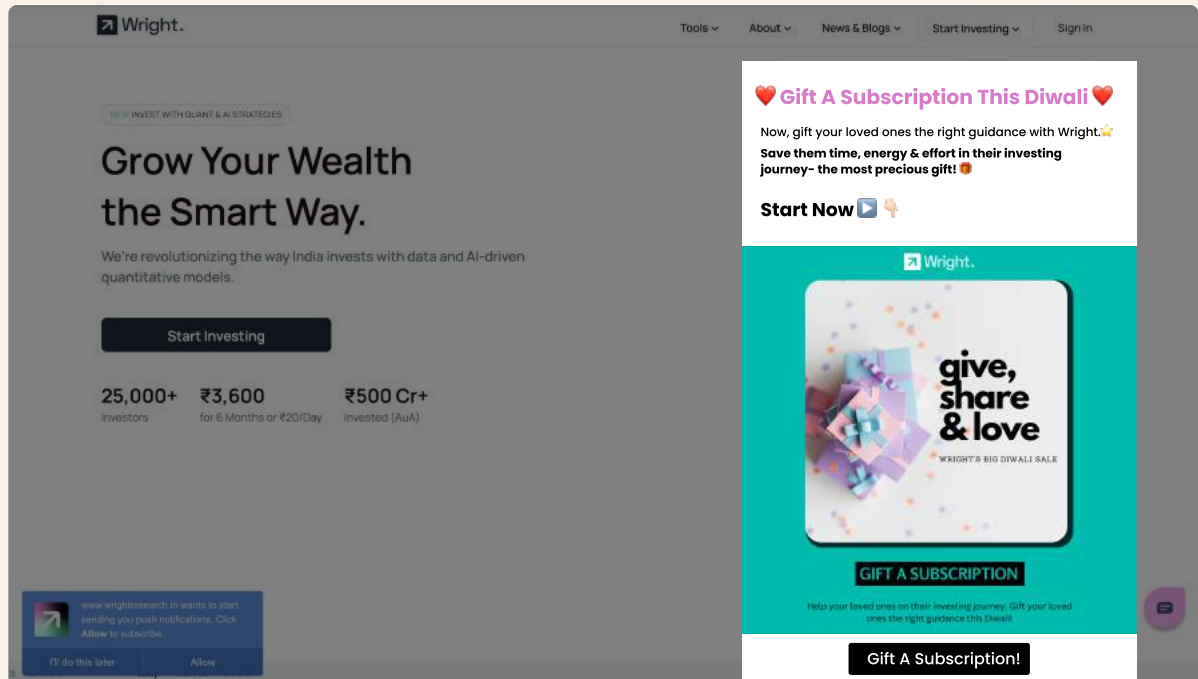 Wright.
Tools
About
News & Blogs
Start Investing
Sign In
NEW INVEST WITH QUANT & AI STRATEGIES
Grow Your Wealth
the Smart Way.
We're revolutionizing the way India invests with data and AI-driven
quantitative models.
Start Investing
25,000+
Investors
₹3,600
for 6 Months or ₹20/Day
₹500 Cr+
Invested (AuA)
www.wrightresearch.in wants to start
sending you push notifications. Click
Allow to subscribe.
I'll do this later
Allow
❤️ Gift A Subscription This Diwali ❤️
Now, gift your loved ones the right guidance with Wright.⭐
Save them time, energy & effort in their investing
journey- the most precious gift! 🎁
Start Now ▶️ 👇🏻
Wright.
give,
share
& love
WRIGHT'S BIG DIWALI SALE
GIFT A SUBSCRIPTION
Help your loved ones on their investing journey. Gift your loved
ones the right guidance this Diwali!
Gift A Subscription!